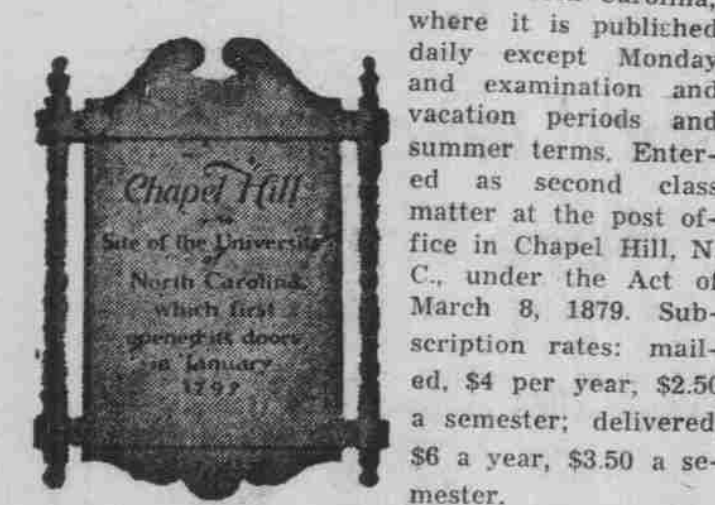 Chapel Hill
Site of the University
of
North Carolina,
which first
opened its doors
in January
where it is published
daily except Monday
and examination and
vacation periods and
summer terms. Enter-
ed as second class
matter at the post of-
fice in Chapel Hill, N.
C., under the Act of
March 8, 1879. Sub-
scription rates: mail-
ed, $4 per year, $2.50
a semester; delivered
$6 a year, $3.50 a se-
mester.